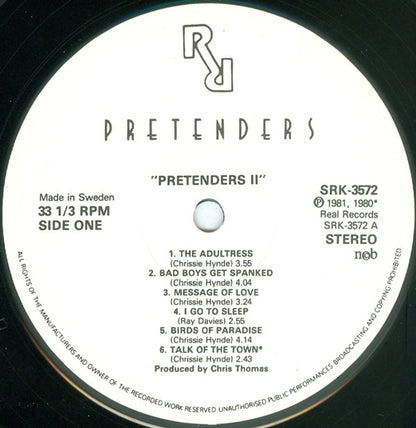 RR
PRETENDERS
"PRETENDERS II"
Made in Sweden
33 1/3 RPM
SIDE ONE
SRK-3572
℗ 1981, 1980*
Real Records
SRK-3572 A
STEREO
n©b
1. THE ADULTRESS
(Chrissie Hynde) 3.55
2. BAD BOYS GET SPANKED
(Chrissie Hynde) 4.04
3. MESSAGE OF LOVE
(Chrissie Hynde) 3.24
4. I GO TO SLEEP
(Ray Davies) 2.55
5. BIRDS OF PARADISE
(Chrissie Hynde) 4.14
6. TALK OF THE TOWN*
(Chrissie Hynde) 2.43
Produced by Chris Thomas
ALL RIGHTS OF THE MANUFACTURERS AND OWNER OF THE RECORDED WORK RESERVED UNAUTHORISED PUBLIC PERFORMANCES BROADCASTING AND COPYING PROHIBITED